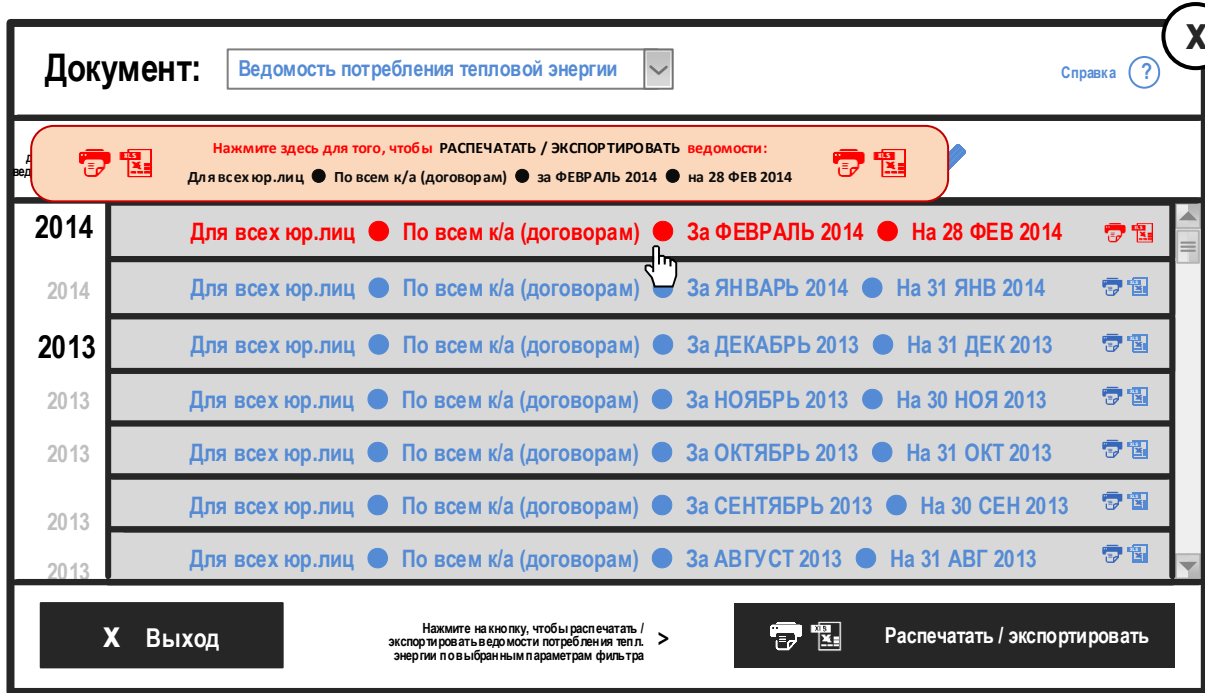 X
Документ:
Ведомость потребления тепловой энергии
Справка ?
Нажмите здесь для того, чтобы РАСПЕЧАТАТЬ / ЭКСПОРТИРОВАТЬ ведомости:
Для всех юр.лиц ● По всем к/а (договорам) ● за ФЕВРАЛЬ 2014 ● на 28 ФЕВ 2014
2014 Для всех юр.лиц ● По всем к/а (договорам) ● За ФЕВРАЛЬ 2014 ● На 28 ФЕВ 2014
2014 Для всех юр.лиц ● По всем к/а (договорам) ● За ЯНВАРЬ 2014 ● На 31 ЯНВ 2014
2013 Для всех юр.лиц ● По всем к/а (договорам) ● За ДЕКАБРЬ 2013 ● На 31 ДЕК 2013
2013 Для всех юр.лиц ● По всем к/а (договорам) ● За НОЯБРЬ 2013 ● На 30 НОЯ 2013
2013 Для всех юр.лиц ● По всем к/а (договорам) ● За ОКТЯБРЬ 2013 ● На 31 ОКТ 2013
2013 Для всех юр.лиц ● По всем к/а (договорам) ● За СЕНТЯБРЬ 2013 ● На 30 СЕН 2013
2013 Для всех юр.лиц ● По всем к/а (договорам) ● За АВГУСТ 2013 ● На 31 АВГ 2013
X Выход
Нажмите на кнопку, чтобы распечатать /
экспортировать ведомости потребления тепл. >
энергии по выбранным параметрам фильтра
XLS
Распечатать / экспортировать